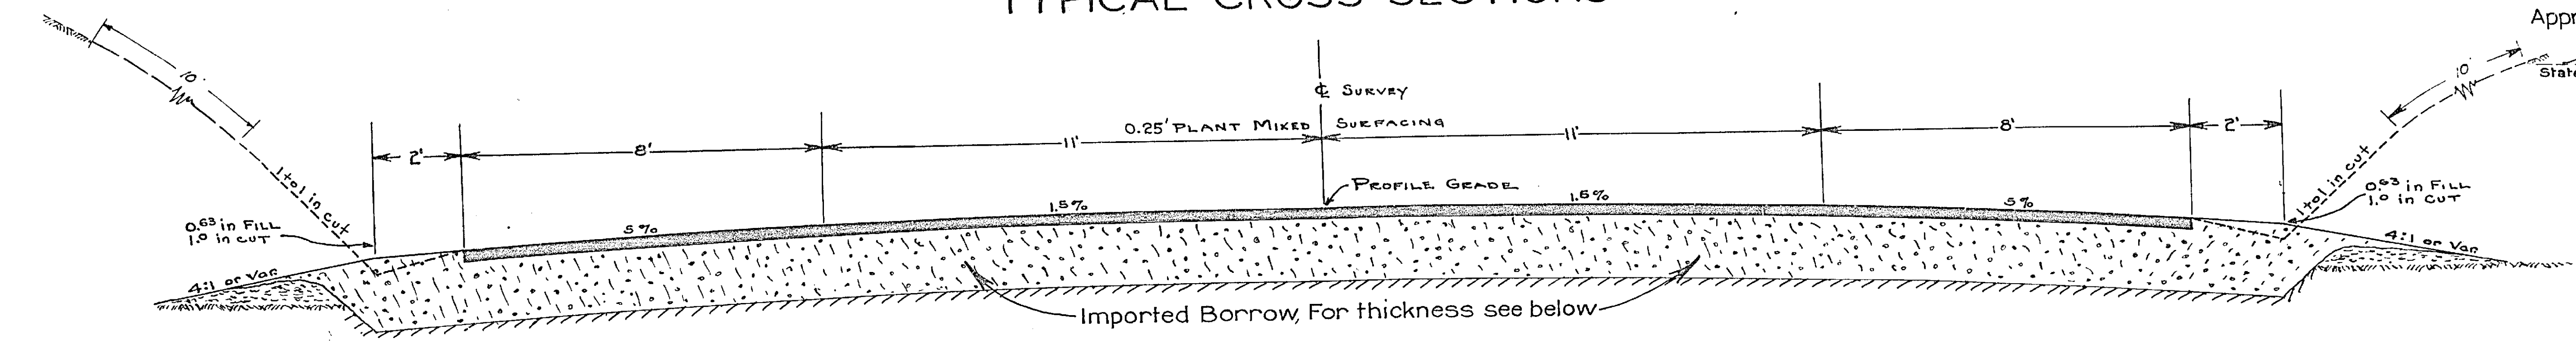 TYPICAL CROSS SECTIONS
Appr
State
10'
10'
℄ SURVEY
0.25' PLANT MIXED SURFACING
2'
8'
11'
11'
8'
2'
1 to 1 in cut
1 to 1 in cut
PROFILE GRADE
0.63 in FILL
1.0 in CUT
0.63 in FILL
1.0 in CUT
5%
1.5%
1.5%
5%
4:1 or Var.
4:1 or Var.
Imported Borrow, For thickness see below